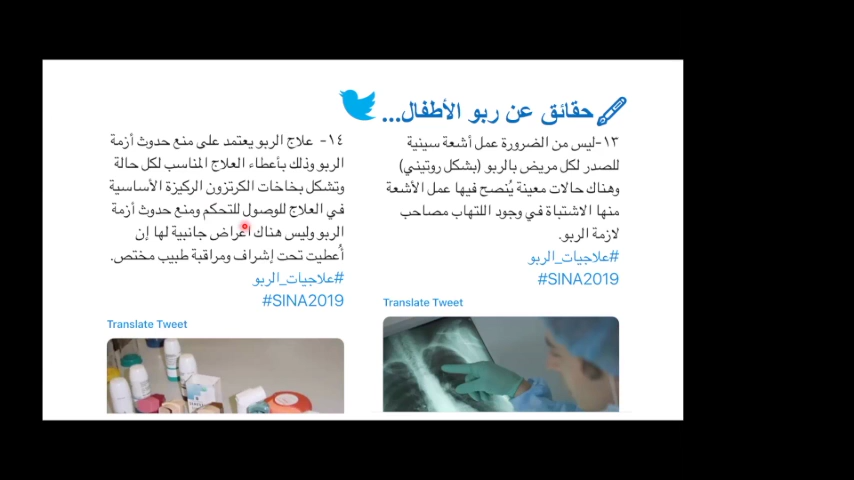 حقائق عن ربو الأطفال...
١٣-ليس من الضرورة عمل أشعة سينية
للصدر لكل مريض بالربو (بشكل روتيني)
وهناك حالات معينة يُنصح فيها عمل الأشعة
منها الاشتباة في وجود اللتهاب مصاحب
لازمة الربو.
#علاجيات_الربو
#SINA2019
Translate Tweet
١٤- علاج الربو يعتمد على منع حدوث أزمة
الربو وذلك بأعطاء العلاج المناسب لكل حالة
وتشكل بخاخات الكرتزون الركيزة الأساسية
في العلاج للوصول للتحكم ومنع حدوث أزمة
الربو وليس هناك أعراض جانبية لها إن
أُعطيت تحت إشراف ومراقبة طبيب مختص.
#علاجيات_الربو
#SINA2019
Translate Tweet